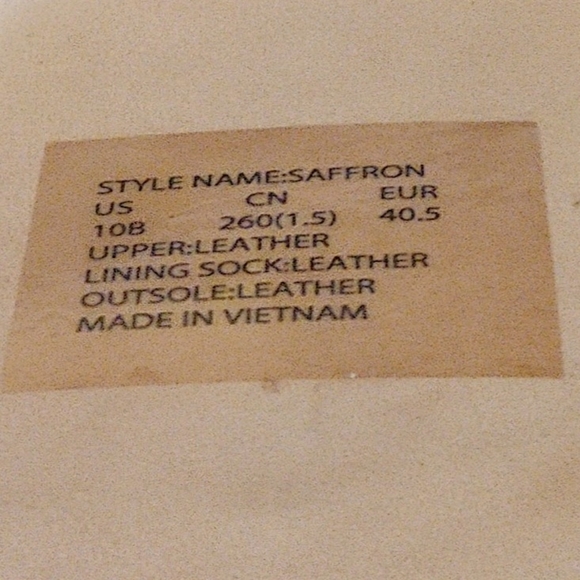 STYLE NAME:SAFFRON
US CN EUR
10B 260(1.5) 40.5
UPPER:LEATHER
LINING SOCK:LEATHER
OUTSOLE:LEATHER
MADE IN VIETNAM